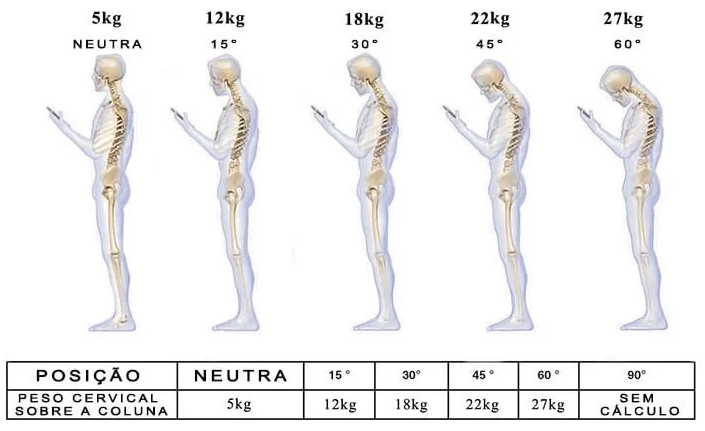 5kg 12kg 18kg 22kg 27kg
NEUTRA 15° 30° 45° 60°
POSIÇÃO NEUTRA 15° 30° 45° 60° 90°
PESO CERVICAL SOBRE A COLUNA 5kg 12kg 18kg 22kg 27kg SEM CÁLCULO